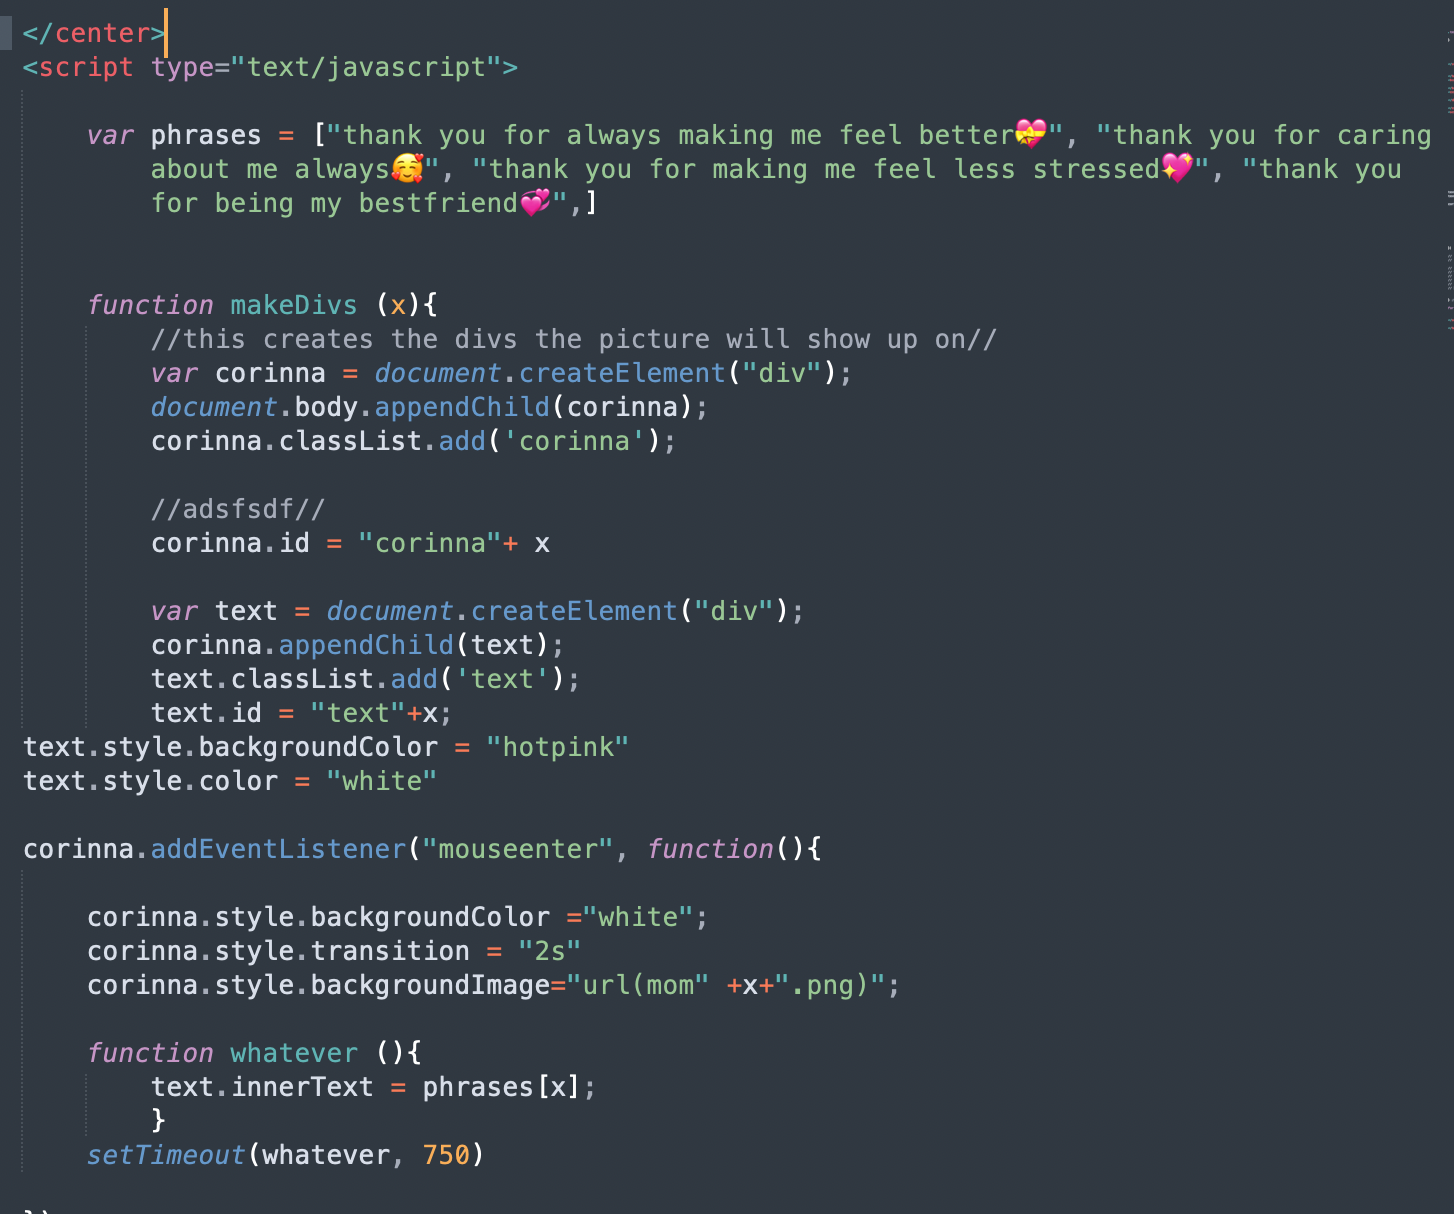 </center>
<script type="text/javascript">
var phrases = ["thank you for always making me feel better💝", "thank you for caring
about me always🥰", "thank you for making me feel less stressed💖", "thank you
for being my bestfriend💞",]
function makeDivs (x){
//this creates the divs the picture will show up on//
var corinna = document.createElement("div");
document.body.appendChild(corinna);
corinna.classList.add('corinna');
//adsfsdf//
corinna.id = "corinna"+ x
var text = document.createElement("div");
corinna.appendChild(text);
text.classList.add('text');
text.id = "text"+x;
text.style.backgroundColor = "hotpink"
text.style.color = "white"
corinna.addEventListener("mouseenter", function(){
corinna.style.backgroundColor ="white";
corinna.style.transition = "2s"
corinna.style.backgroundImage="url(mom" +x+".png)";
function whatever (){
text.innerText = phrases[x];
}
setTimeout(whatever, 750)